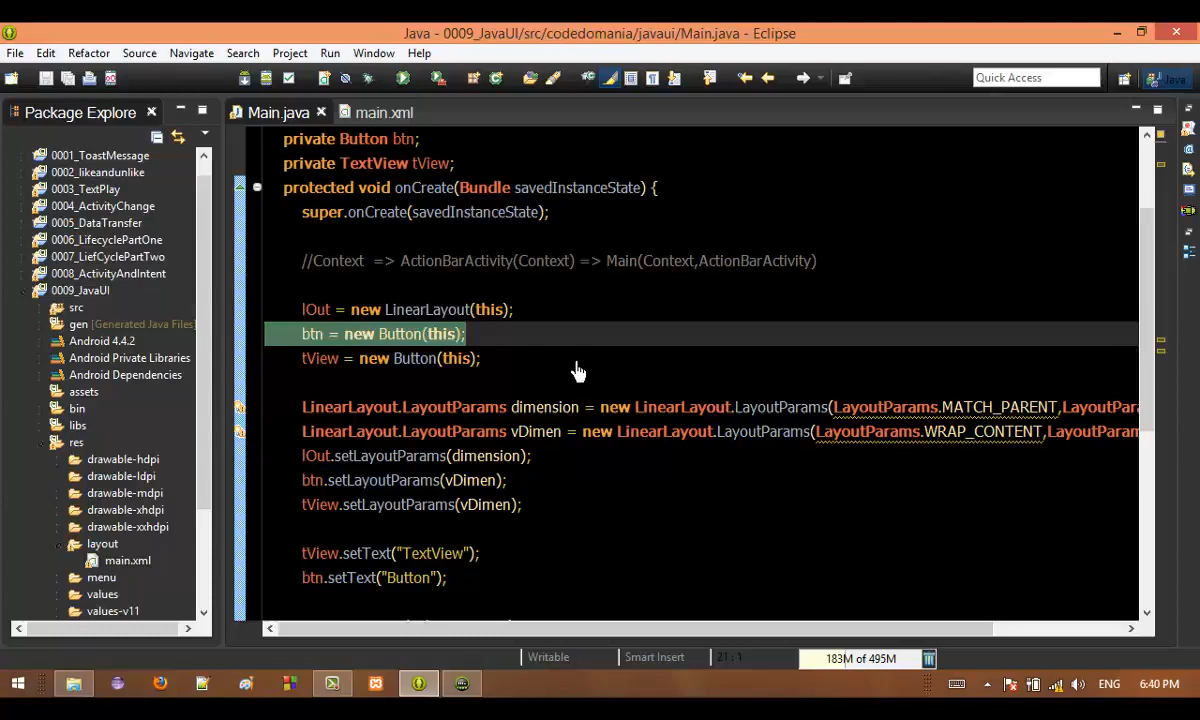 Java - 0009_JavaUI/src/codedomania/javaui/Main.java - Eclipse
File Edit Refactor Source Navigate Search Project Run Window Help
Quick Access
Java
Package Explorer
Main.java
main.xml
0001_ToastMessage
0002_likeandunlike
0003_TextPlay
0004_ActivityChange
0005_DataTransfer
0006_LifecyclePartOne
0007_LiefCyclePartTwo
0008_ActivityAndIntent
0009_JavaUI
src
gen [Generated Java Files]
Android 4.4.2
Android Private Libraries
Android Dependencies
assets
bin
libs
res
drawable-hdpi
drawable-ldpi
drawable-mdpi
drawable-xhdpi
drawable-xxhdpi
layout
main.xml
menu
values
values-v11
private Button btn;
private TextView tView;
protected void onCreate(Bundle savedInstanceState) {
super.onCreate(savedInstanceState);
//Context => ActionBarActivity(Context) => Main(Context,ActionBarActivity)
lOut = new LinearLayout(this);
btn = new Button(this);
tView = new Button(this);
LinearLayout.LayoutParams dimension = new LinearLayout.LayoutParams(LayoutParams.MATCH_PARENT,LayoutPara
LinearLayout.LayoutParams vDimen = new LinearLayout.LayoutParams(LayoutParams.WRAP_CONTENT,LayoutParam
lOut.setLayoutParams(dimension);
btn.setLayoutParams(vDimen);
tView.setLayoutParams(vDimen);
tView.setText("TextView");
btn.setText("Button");
Writable
Smart Insert
21 : 1
183M of 495M
ENG
6:40 PM